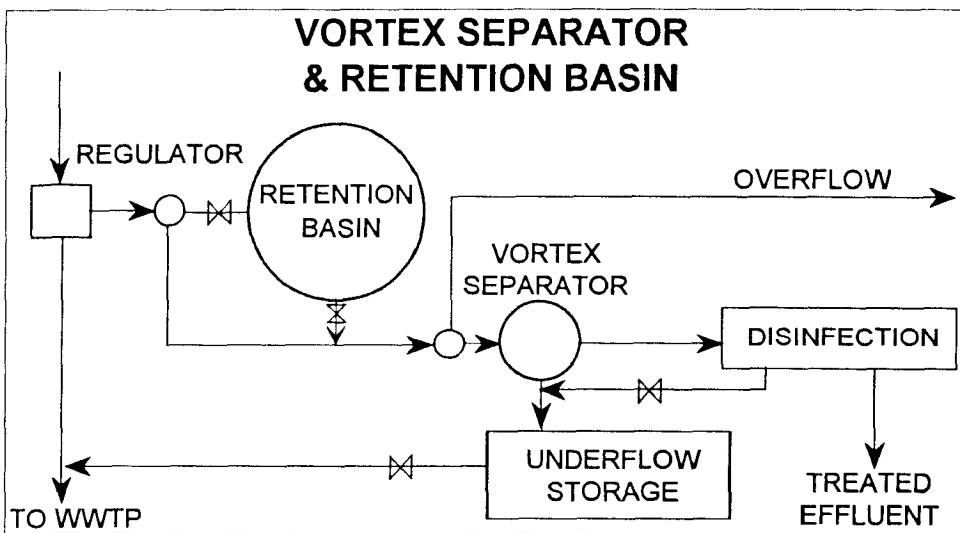 VORTEX SEPARATOR
& RETENTION BASIN
REGULATOR
RETENTION
BASIN
OVERFLOW
VORTEX
SEPARATOR
DISINFECTION
UNDERFLOW
STORAGE
TREATED
EFFLUENT
TO WWTP